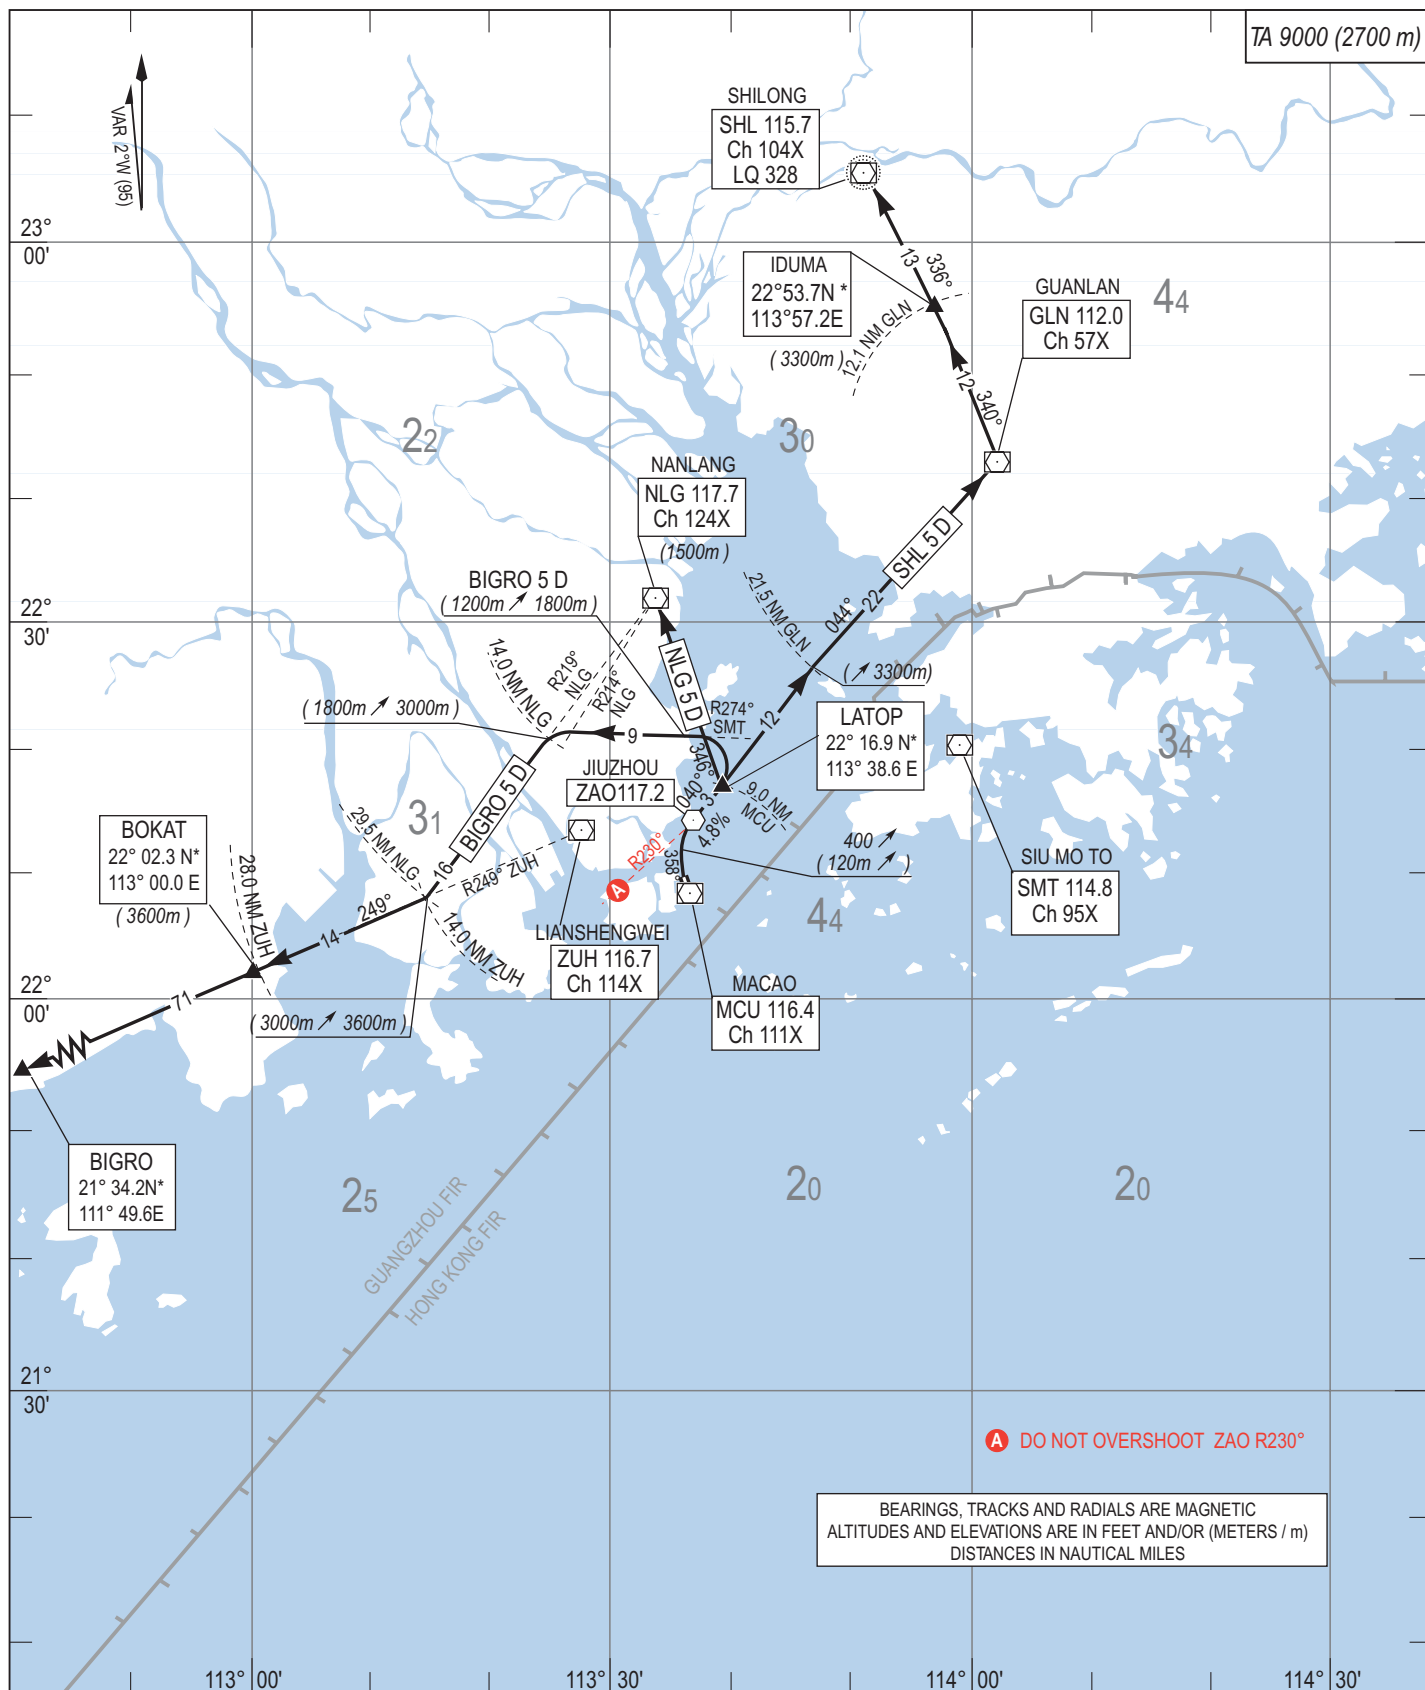 TA 9000 (2700 m)
VAR 2°W (95)
SHILONG
SHL 115.7
Ch 104X
LQ 328
23°
00'
IDUMA
22°53.7N *
113°57.2E
(3300m)
13
336°
12.1 NM GLN
GUANLAN
GLN 112.0
Ch 57X
44
12
340°
22
30
NANLANG
NLG 117.7
Ch 124X
(1500m)
SHL 5 D
BIGRO 5 D
(1200m ↗ 1800m)
21.5 NM GLN
044°
22
22°
30'
14.0 NM NLG
R219°
NLG
R214°
NLG
NLG 5 D
(↗ 3300m)
(1800m ↗ 3000m)
R274°
SMT
12
9
LATOP
22° 16.9 N*
113° 38.6 E
34
346°
JIUZHOU
ZAO117.2
040°
3
4.8%
9.0 NM
MCU
BIGRO 5 D
31
29.5 NM NLG
BOKAT
22° 02.3 N*
113° 00.0 E
(3600m)
28.0 NM ZUH
16
R249° ZUH
R230°
A
358°
400 ↗
(120m ↗)
SIU MO TO
SMT 114.8
Ch 95X
249°
14
14.0 NM ZUH
LIANSHENGWEI
ZUH 116.7
Ch 114X
44
MACAO
MCU 116.4
Ch 111X
22°
00'
71
(3000m ↗ 3600m)
BIGRO
21° 34.2N*
111° 49.6E
25
20
20
GUANGZHOU FIR
HONG KONG FIR
21°
30'
A DO NOT OVERSHOOT ZAO R230°
BEARINGS, TRACKS AND RADIALS ARE MAGNETIC
ALTITUDES AND ELEVATIONS ARE IN FEET AND/OR (METERS / m)
DISTANCES IN NAUTICAL MILES
113° 00'
113° 30'
114° 00'
114° 30'